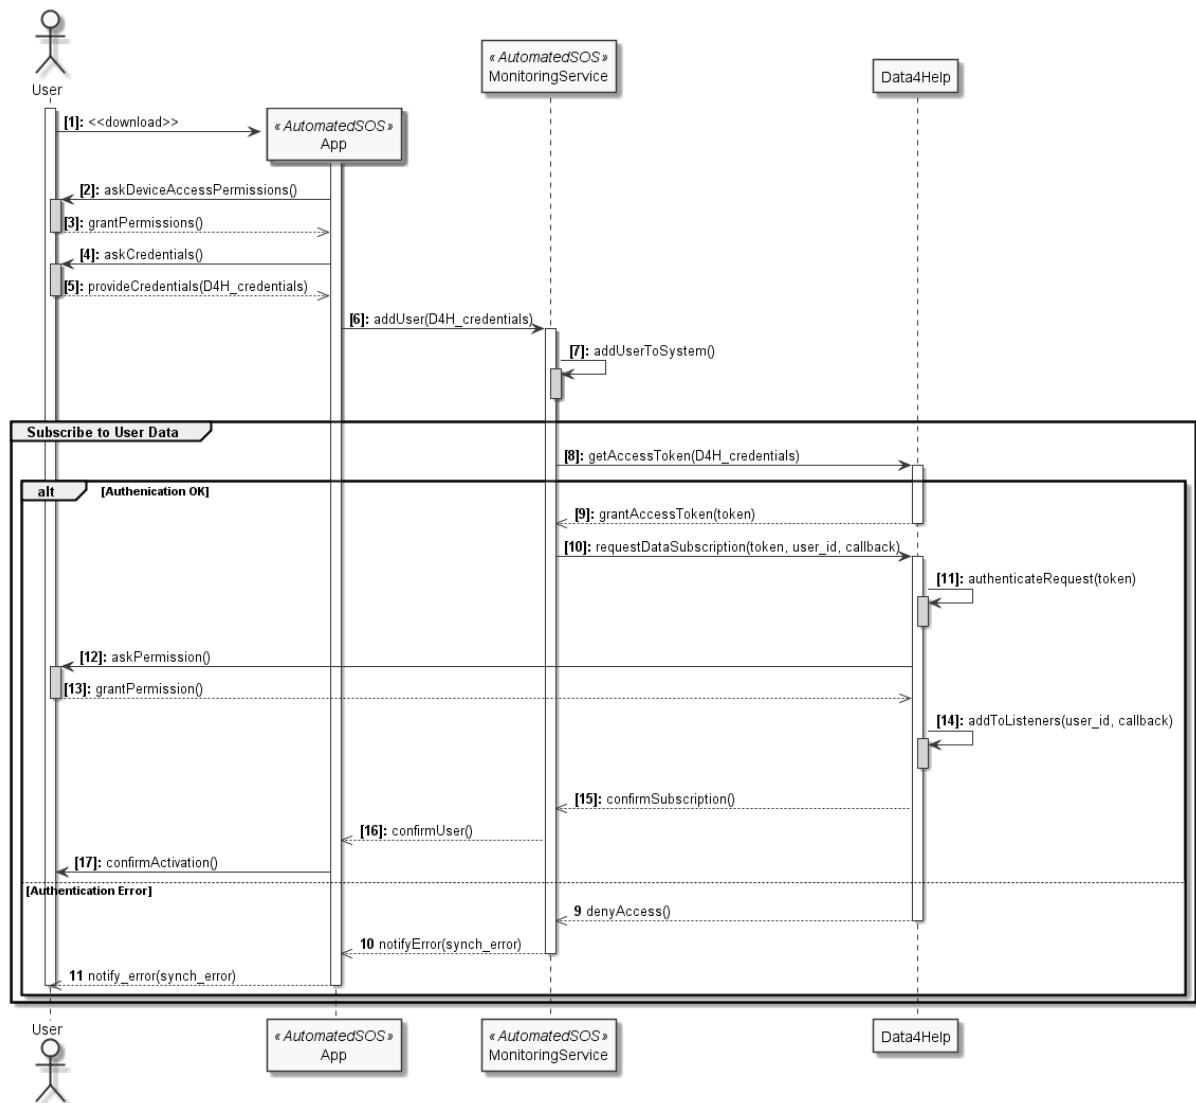 User
« AutomatedSOS »
MonitoringService
Data4Help
[1]: <<download>>
« AutomatedSOS »
App
[2]: askDeviceAccessPermissions()
[3]: grantPermissions()
[4]: askCredentials()
[5]: provideCredentials(D4H_credentials)
[6]: addUser(D4H_credentials)
[7]: addUserToSystem()
Subscribe to User Data
[8]: getAccessToken(D4H_credentials)
alt [Authenication OK]
[9]: grantAccessToken(token)
[10]: requestDataSubscription(token, user_id, callback)
[11]: authenticateRequest(token)
[12]: askPermission()
[13]: grantPermission()
[14]: addToListeners(user_id, callback)
[15]: confirmSubscription()
[16]: confirmUser()
[17]: confirmActivation()
[Authentication Error]
9 denyAccess()
10 notifyError(synch_error)
11 notify_error(synch_error)
User
« AutomatedSOS »
App
« AutomatedSOS »
MonitoringService
Data4Help